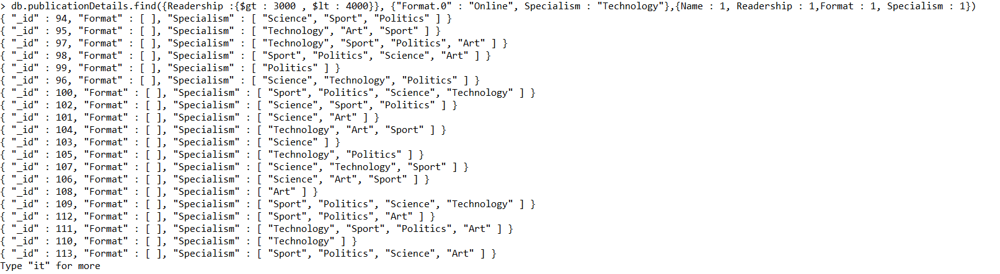 > db.publicationDetails.find({Readership :{$gt : 3000 , $lt : 4000}}, {"Format.0" : "Online", Specialism : "Technology"},{Name : 1, Readership : 1,Format : 1, Specialism : 1})
{ "_id" : 94, "Format" : [ ], "Specialism" : [ "Science", "Sport", "Politics" ] }
{ "_id" : 95, "Format" : [ ], "Specialism" : [ "Technology", "Art", "Sport" ] }
{ "_id" : 97, "Format" : [ ], "Specialism" : [ "Technology", "Sport", "Politics", "Art" ] }
{ "_id" : 98, "Format" : [ ], "Specialism" : [ "Sport", "Politics", "Science", "Art" ] }
{ "_id" : 99, "Format" : [ ], "Specialism" : [ "Politics" ] }
{ "_id" : 96, "Format" : [ ], "Specialism" : [ "Science", "Technology", "Politics" ] }
{ "_id" : 100, "Format" : [ ], "Specialism" : [ "Sport", "Politics", "Science", "Technology" ] }
{ "_id" : 102, "Format" : [ ], "Specialism" : [ "Science", "Sport", "Politics" ] }
{ "_id" : 101, "Format" : [ ], "Specialism" : [ "Science", "Art" ] }
{ "_id" : 104, "Format" : [ ], "Specialism" : [ "Technology", "Art", "Sport" ] }
{ "_id" : 103, "Format" : [ ], "Specialism" : [ "Science" ] }
{ "_id" : 105, "Format" : [ ], "Specialism" : [ "Technology", "Politics" ] }
{ "_id" : 107, "Format" : [ ], "Specialism" : [ "Science", "Technology", "Sport" ] }
{ "_id" : 106, "Format" : [ ], "Specialism" : [ "Science", "Art", "Sport" ] }
{ "_id" : 108, "Format" : [ ], "Specialism" : [ "Art" ] }
{ "_id" : 109, "Format" : [ ], "Specialism" : [ "Sport", "Politics", "Science", "Technology" ] }
{ "_id" : 112, "Format" : [ ], "Specialism" : [ "Sport", "Politics", "Art" ] }
{ "_id" : 111, "Format" : [ ], "Specialism" : [ "Technology", "Sport", "Politics", "Art" ] }
{ "_id" : 110, "Format" : [ ], "Specialism" : [ "Technology" ] }
{ "_id" : 113, "Format" : [ ], "Specialism" : [ "Sport", "Politics", "Science", "Art" ] }
Type "it" for more